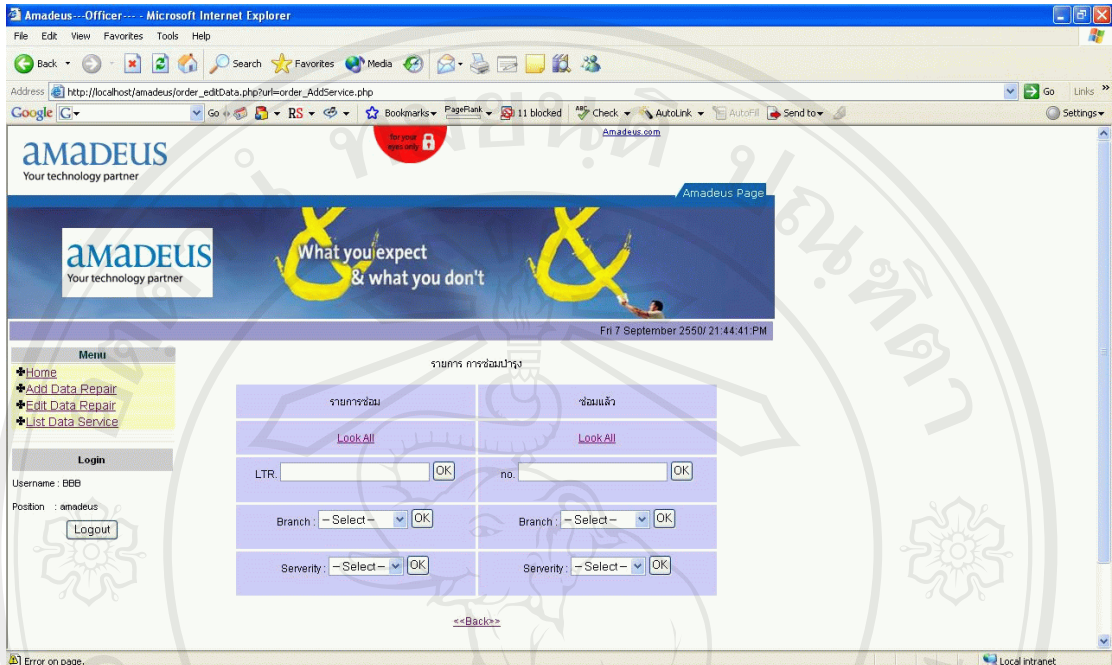 Amadeus---Officer--- - Microsoft Internet Explorer
File Edit View Favorites Tools Help
Back Search Favorites Media
Address http://localhost/amadeus/order_editData.php?url=order_AddService.php Go Links »
Google G Go RS Bookmarks PageRank 11 blocked Check AutoLink AutoFill Send to Settings
amadeus
Your technology partner
for your
eyes only
Amadeus.com
Amadeus Page
amadeus
Your technology partner
What you expect
& what you don't
Fri 7 September 2550/ 21:44:41:PM
Menu
Home
Add Data Repair
Edit Data Repair
List Data Service
Login
Username : BBB
Position : amadeus
Logout
รายการ การซ่อมบำรุง
รายการซ่อม ซ่อมแล้ว
Look All Look All
LTR. OK no. OK
Branch : -- Select -- OK Branch : -- Select -- OK
Serverity : -- Select -- OK Serverity : -- Select -- OK
<<Back>>
Error on page. Local intranet